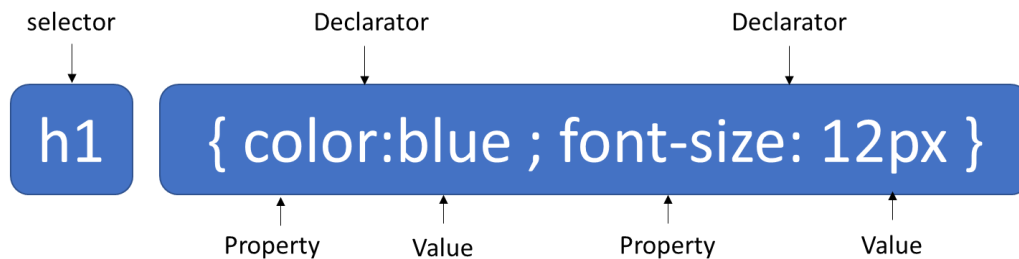 selector Declarator Declarator
h1 { color:blue ; font-size: 12px }
Property Value Property Value